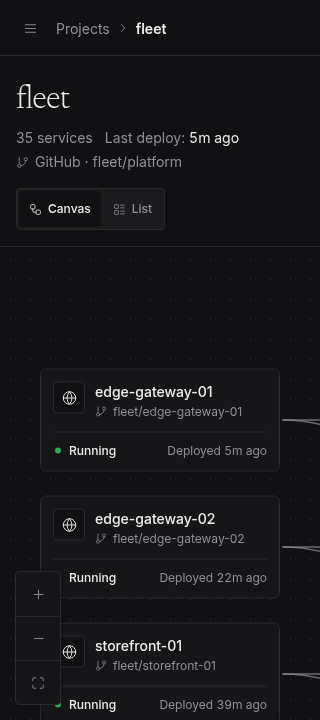 Projects > fleet
fleet
35 services Last deploy: 5m ago
GitHub · fleet/platform
Canvas List
edge-gateway-01
fleet/edge-gateway-01
Running Deployed 5m ago
edge-gateway-02
fleet/edge-gateway-02
Running Deployed 22m ago
storefront-01
fleet/storefront-01
Running Deployed 39m ago